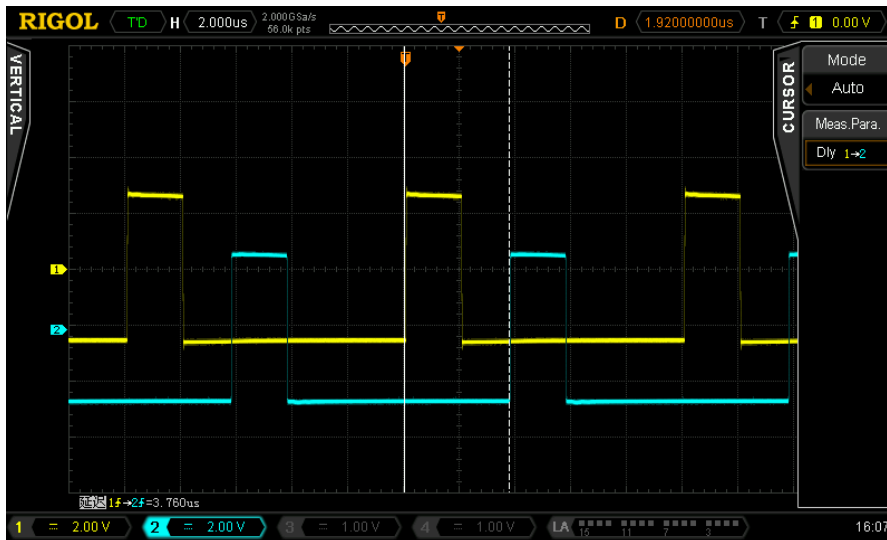 RIGOL T'D H 2.000us 2.000GSa/s 56.0k pts D 1.92000000us T 1 0.00 V
VERTICAL
CURSOR
Mode
Auto
Meas.Para.
Dly 1→2
T
1
2
延迟1→2=3.760us
1 = 2.00 V 2 = 2.00 V 3 = 1.00 V 4 = 1.00 V LA 15 11 7 3 16:07